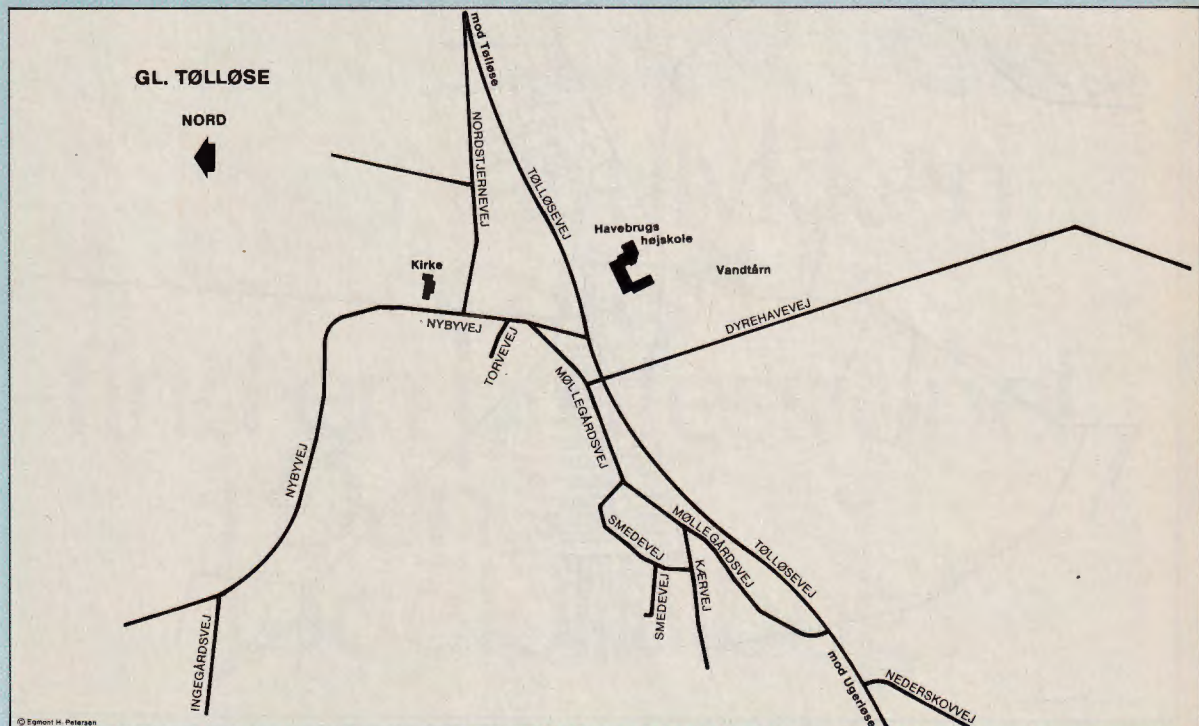 GL. TØLLØSE
NORD
mod Tølløse
NORDSTJERNEVEJ
TØLLØSEVEJ
Havebrugs
højskole
Vandtårn
Kirke
DYREHAVEVEJ
NYBYVEJ
TORVEVEJ
MØLLEGÅRDSVEJ
NYBYVEJ
SMEDEVEJ
MØLLEGÅRDSVEJ
TØLLØSEVEJ
KÆRVEJ
SMEDEVEJ
INGEGÅRDSVEJ
mod Ugerløse
NEDERSKOVVEJ
© Egmont H. Petersen